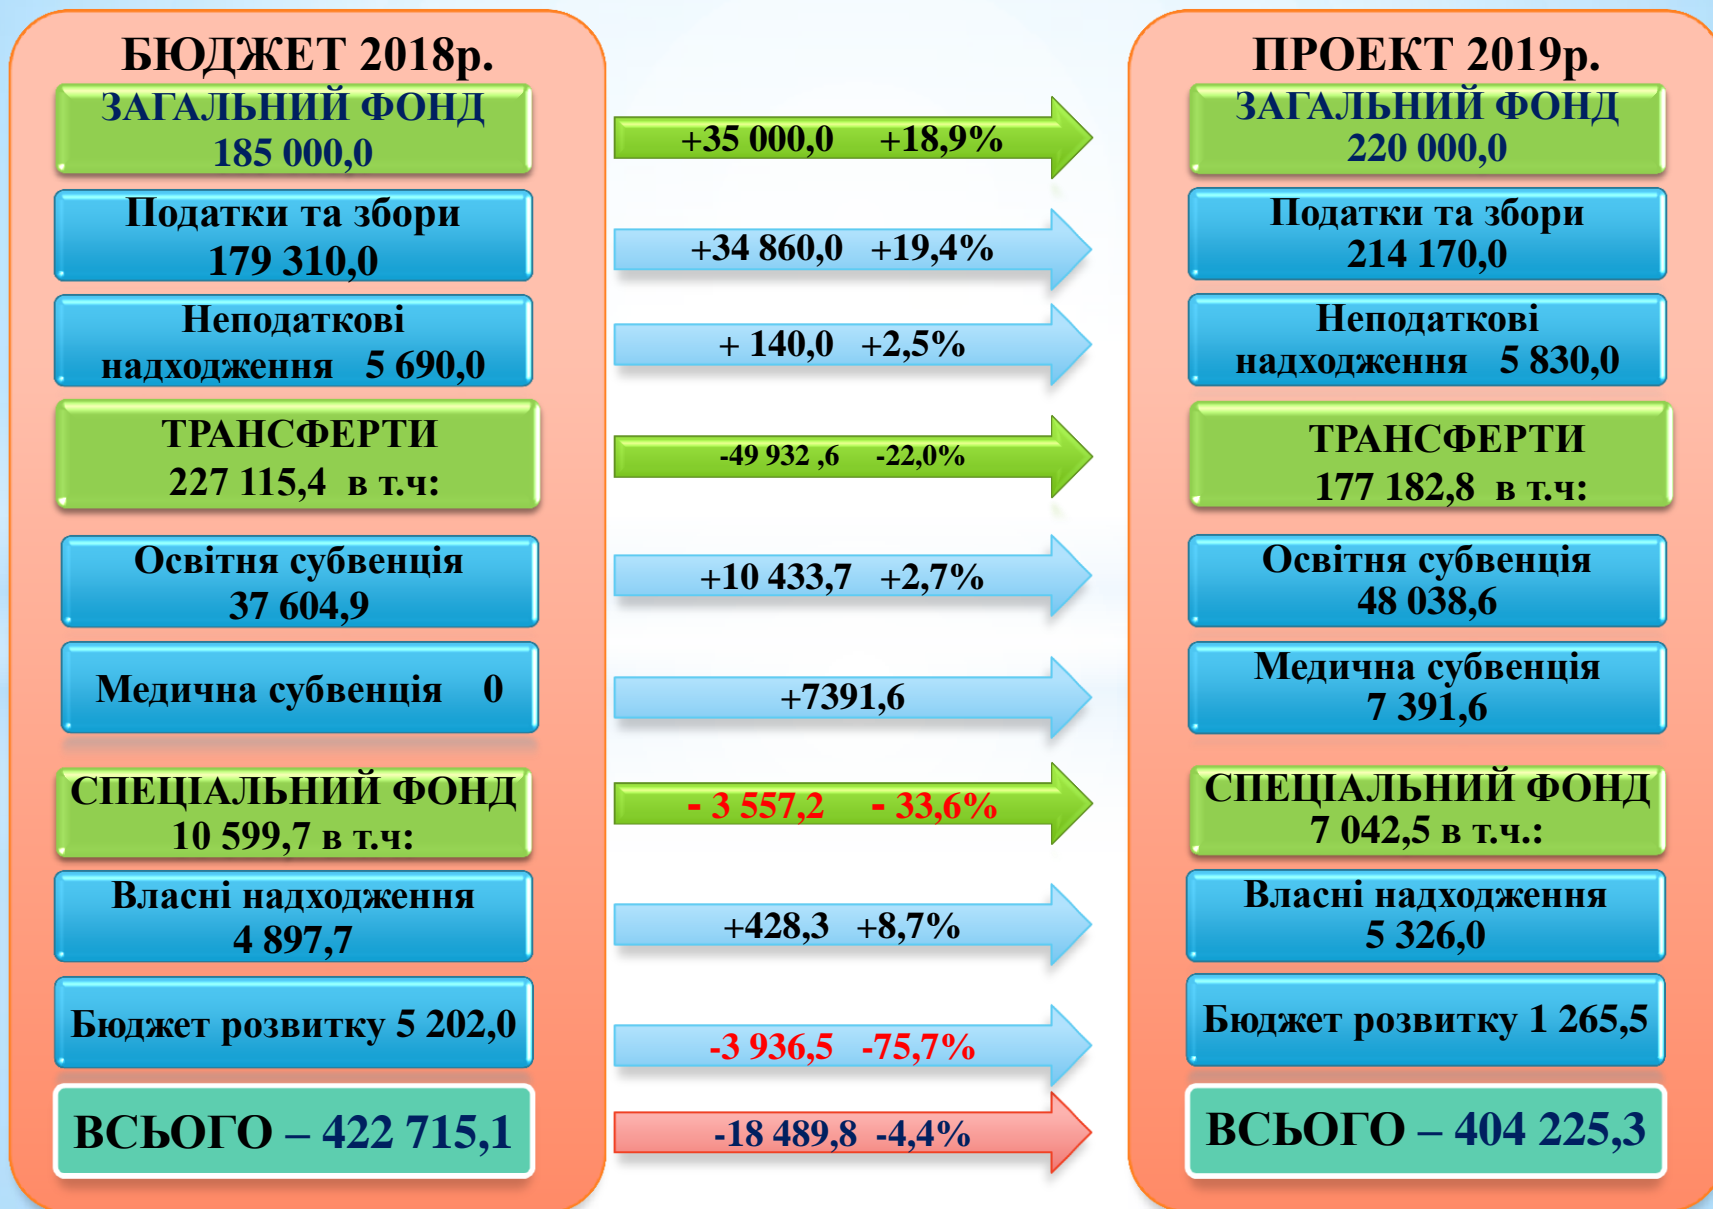 БЮДЖЕТ 2018р.
ЗАГАЛЬНИЙ ФОНД
185 000,0
Податки та збори
179 310,0
Неподаткові
надходження 5 690,0
ТРАНСФЕРТИ
227 115,4 в т.ч:
Освітня субвенція
37 604,9
Медична субвенція 0
СПЕЦІАЛЬНИЙ ФОНД
10 599,7 в т.ч:
Власні надходження
4 897,7
Бюджет розвитку 5 202,0
ВСЬОГО – 422 715,1
+35 000,0 +18,9%
+34 860,0 +19,4%
+ 140,0 +2,5%
-49 932 ,6 -22,0%
+10 433,7 +2,7%
+7391,6
- 3 557,2 - 33,6%
+428,3 +8,7%
-3 936,5 -75,7%
-18 489,8 -4,4%
ПРОЕКТ 2019р.
ЗАГАЛЬНИЙ ФОНД
220 000,0
Податки та збори
214 170,0
Неподаткові
надходження 5 830,0
ТРАНСФЕРТИ
177 182,8 в т.ч:
Освітня субвенція
48 038,6
Медична субвенція
7 391,6
СПЕЦІАЛЬНИЙ ФОНД
7 042,5 в т.ч.:
Власні надходження
5 326,0
Бюджет розвитку 1 265,5
ВСЬОГО – 404 225,3